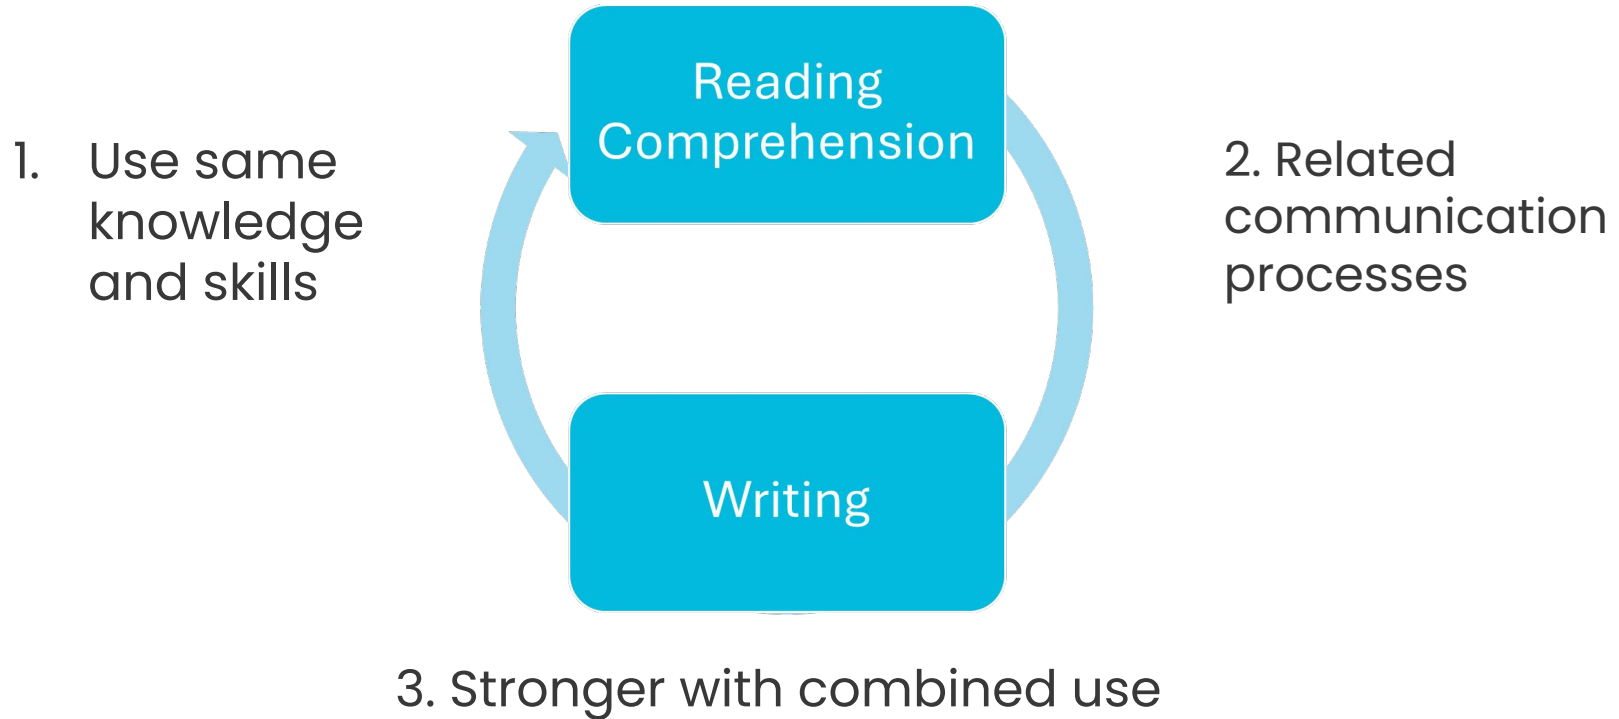 Reading
Comprehension
1. Use same
knowledge
and skills
2. Related
communication
processes
Writing
3. Stronger with combined use